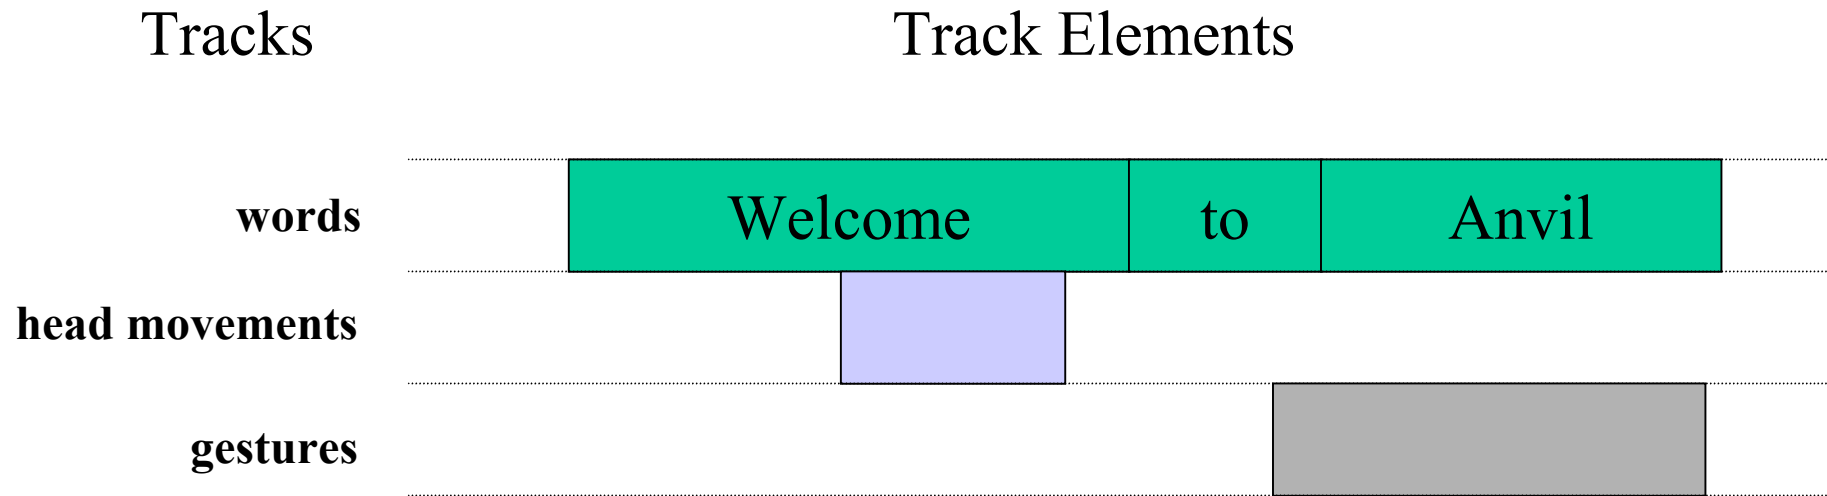 Tracks Track Elements
words Welcome to Anvil
head movements
gestures